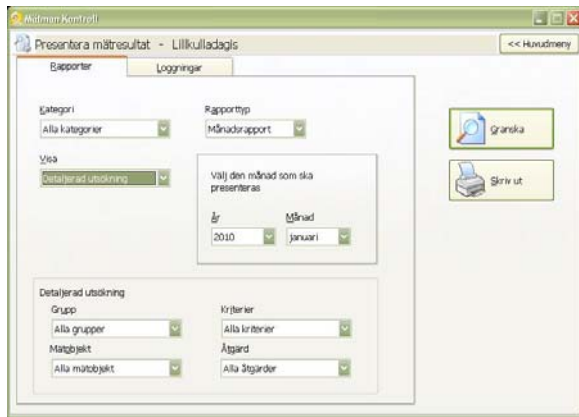 Matman Kontroll
Presentera mätresultat - Lillkulladagis
<< Huvudmeny
Rapporter
Loggningar
Kategori
Rapporttyp
Alla kategorier
Månadsrapport
Granska
Visa
Detaljerad utsökning
Välj den månad som ska
presenteras
Skriv ut
År
Månad
2010
januari
Detaljerad utsökning
Grupp
Kriterier
Alla grupper
Alla kriterier
Mätobjekt
Åtgärd
Alla mätobjekt
Alla åtgärder